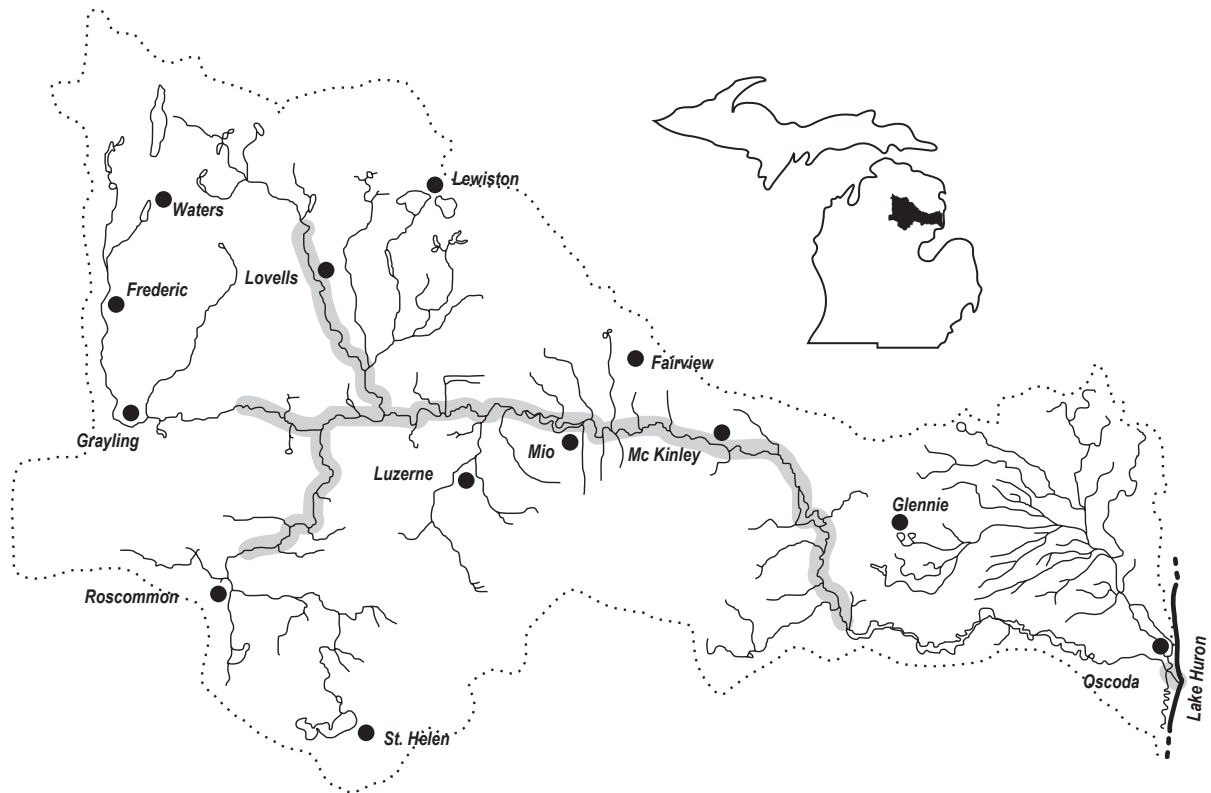 Lewiston
Waters
Lovells
Frederic
Fairview
Grayling
Mio
Mc Kinley
Luzerne
Glennie
Roscommon
Oscoda
Lake Huron
St. Helen